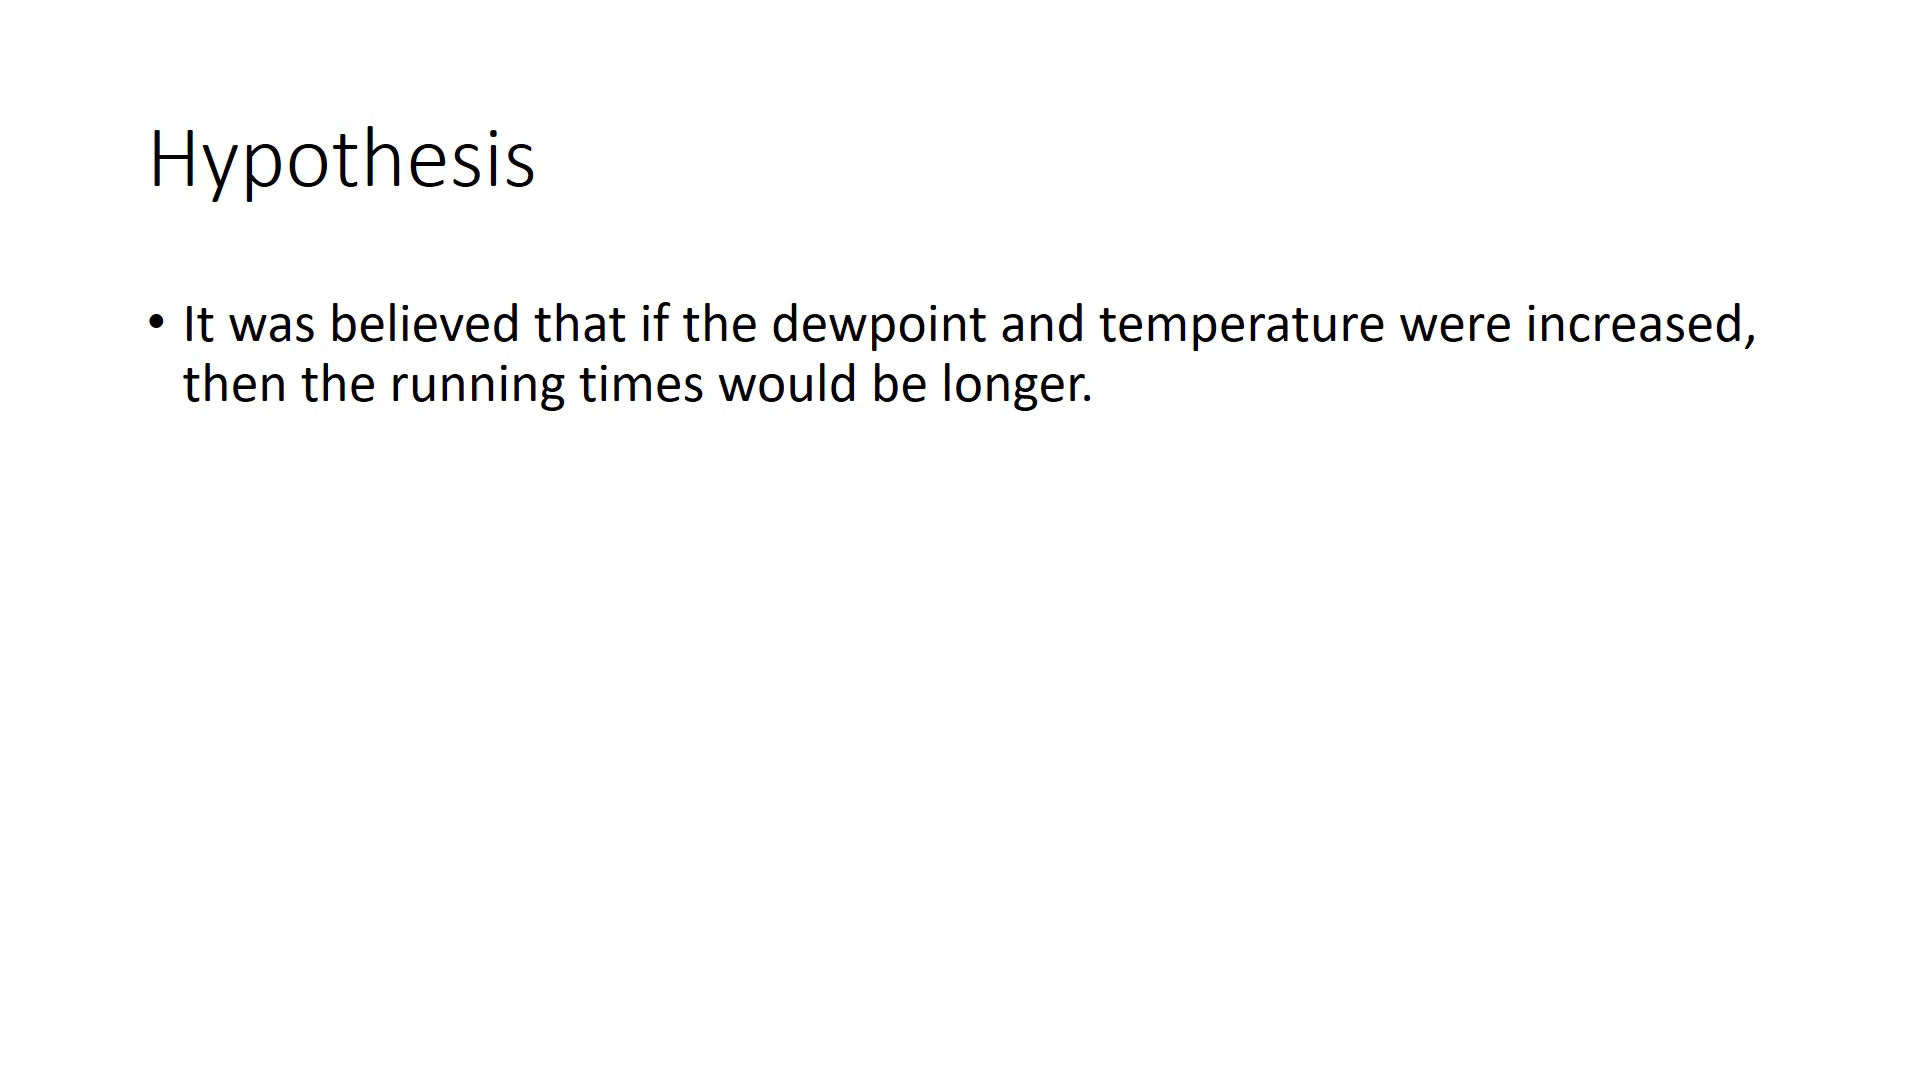 Hypothesis
• It was believed that if the dewpoint and temperature were increased,
then the running times would be longer.